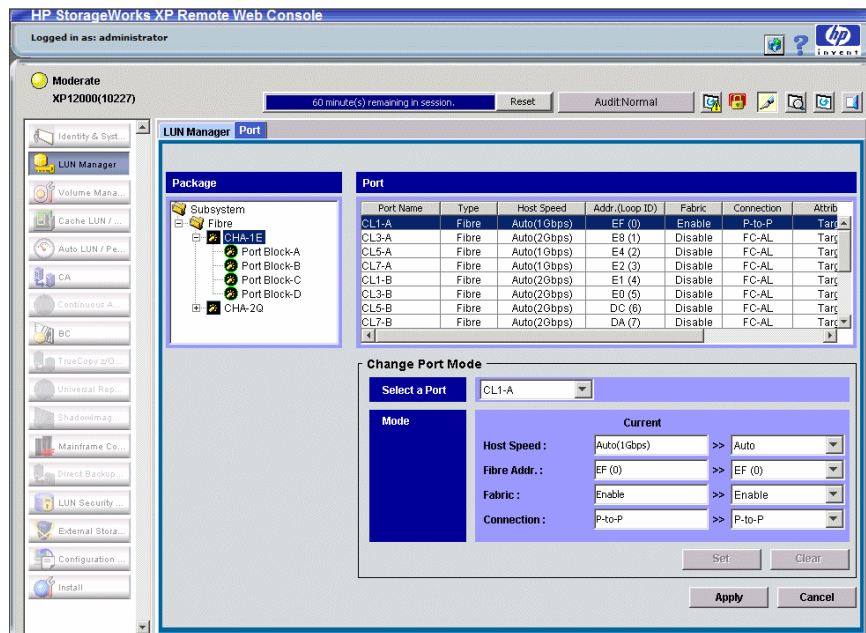 HP StorageWorks XP Remote Web Console
Logged in as: administrator
hp
invent
Moderate
XP12000(10227)
60 minute(s) remaining in session.
Reset
Audit:Normal
Identity & Syst...
LUN Manager
Volume Mana...
Cache LUN / ...
Auto LUN / Pe...
CA
Continuous A...
BC
TrueCopy z/O...
Universal Rep...
ShadowImag...
Mainframe Co...
Direct Backup...
LUN Security ...
External Stora...
Configuration ...
Install
LUN Manager Port
Package
Subsystem
Fibre
CHA-1E
Port Block-A
Port Block-B
Port Block-C
Port Block-D
CHA-2Q
Port
Port Name Type Host Speed Addr.(Loop ID) Fabric Connection Attrib
CL1-A Fibre Auto(1Gbps) EF (0) Enable P-to-P Targ
CL3-A Fibre Auto(2Gbps) E8 (1) Disable FC-AL Targ
CL5-A Fibre Auto(1Gbps) E4 (2) Disable FC-AL Targ
CL7-A Fibre Auto(1Gbps) E2 (3) Disable FC-AL Targ
CL1-B Fibre Auto(2Gbps) E1 (4) Disable FC-AL Targ
CL3-B Fibre Auto(2Gbps) E0 (5) Disable FC-AL Targ
CL5-B Fibre Auto(2Gbps) DC (6) Disable FC-AL Targ
CL7-B Fibre Auto(2Gbps) DA (7) Disable FC-AL Targ
Change Port Mode
Select a Port CL1-A
Mode
Current
Host Speed : Auto(1Gbps) >> Auto
Fibre Addr. : EF (0) >> EF (0)
Fabric : Enable >> Enable
Connection : P-to-P >> P-to-P
Set Clear
Apply Cancel